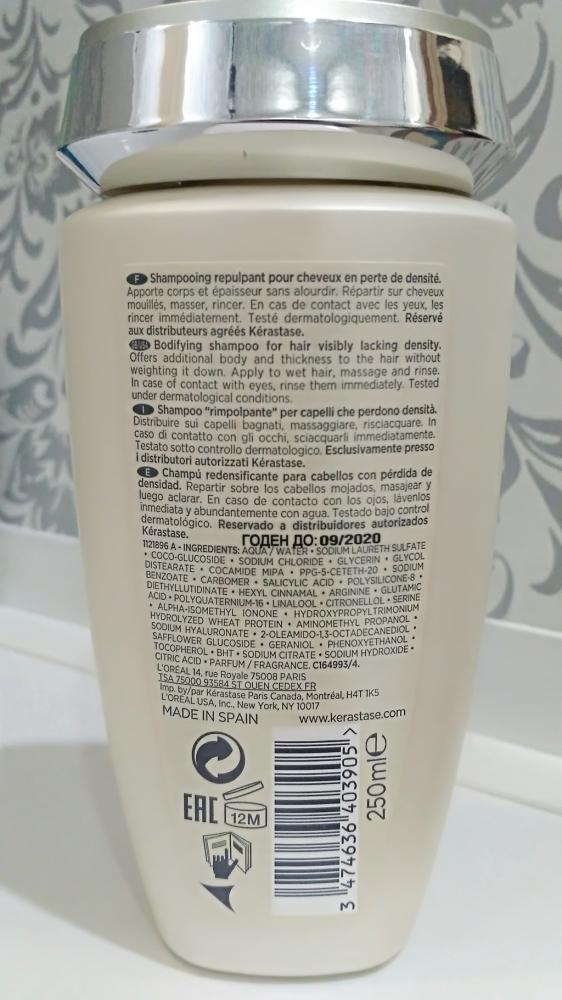 F Shampooing repulpant pour cheveux en perte de densité.
Apporte corps et épaisseur sans alourdir. Répartir sur cheveux
mouillés, masser, rincer. En cas de contact avec les yeux, les
rincer immédiatement. Testé dermatologiquement. Réservé
aux distributeurs agréés Kérastase.
Bodifying shampoo for hair visibly lacking density.
Offers additional body and thickness to the hair without
weighting it down. Apply to wet hair, massage and rinse.
In case of contact with eyes, rinse them immediately. Tested
under dermatological conditions.
I Shampoo "rimpolpante" per capelli che perdono densità.
Distribuire sui capelli bagnati, massaggiare, risciacquare. In
caso di contatto con gli occhi, sciacquarli immediatamente.
Testato sotto controllo dermatologico. Esclusivamente presso
i distributori autorizzati Kérastase.
E Champú redensificante para cabellos con pérdida de
densidad. Repartir sobre los cabellos mojados, masajear y
luego aclarar. En caso de contacto con los ojos, lávenlos
inmediata y abundantemente con agua. Testado bajo control
dermatológico. Reservado a distribuidores autorizados
Kérastase.
ГОДЕН ДО: 09/2020
1121896 A - INGREDIENTS: AQUA / WATER • SODIUM LAURETH SULFATE
• COCO-GLUCOSIDE • SODIUM CHLORIDE • GLYCERIN • GLYCOL
DISTEARATE • COCAMIDE MIPA • PPG-5-CETETH-20 • SODIUM
BENZOATE • CARBOMER • SALICYLIC ACID • POLYSILICONE-8 •
DIETHYLLUTIDINATE • HEXYL CINNAMAL • ARGININE • GLUTAMIC
ACID • POLYQUATERNIUM-16 • LINALOOL • CITRONELLOL • SERINE
• ALPHA-ISOMETHYL IONONE • HYDROXYPROPYLTRIMONIUM
HYDROLYZED WHEAT PROTEIN • AMINOMETHYL PROPANOL •
SODIUM HYALURONATE • 2-OLEAMIDO-1,3-OCTADECANEDIOL •
SAFFLOWER GLUCOSIDE • GERANIOL • PHENOXYETHANOL •
TOCOPHEROL • BHT • SODIUM CITRATE • SODIUM HYDROXIDE •
CITRIC ACID • PARFUM / FRAGRANCE. C164993/4.
L'ORÉAL 14, rue Royale 75008 PARIS
TSA 75000 93584 ST OUEN CEDEX FR
Imp. by/par Kérastase Paris Canada, Montréal, H4T 1K5
L'ORÉAL USA, Inc., New York, NY 10017
MADE IN SPAIN www.kerastase.com
EAC 12M
3 474636 403905 >
250 ml e